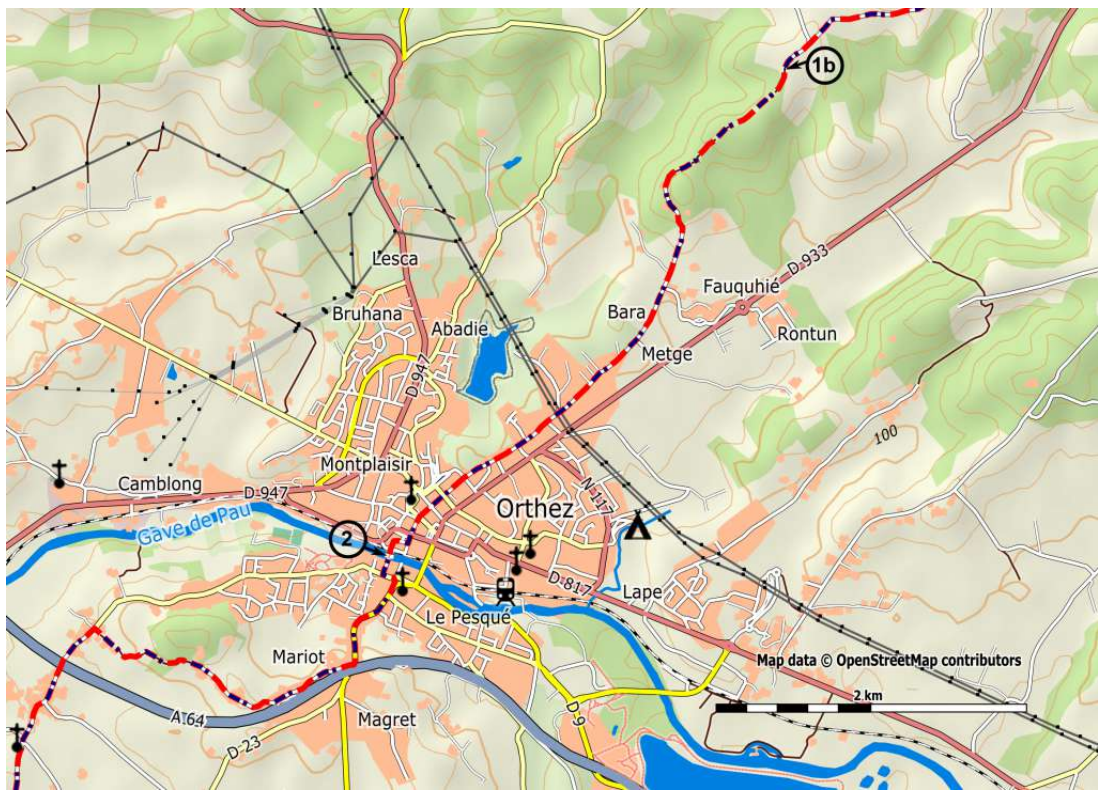 1b
D 933
Lesca
Fauquhié
Bruhana
Abadie
Bara
Rontun
Metge
D 947
100
Montplaisir
Camblong
D 947
N 117
Orthez
Gave de Pau
2
D 817
Lape
Le Pesqué
Mariot
Map data © OpenStreetMap contributors
2 km
A 64
Magret
D 9
D 23